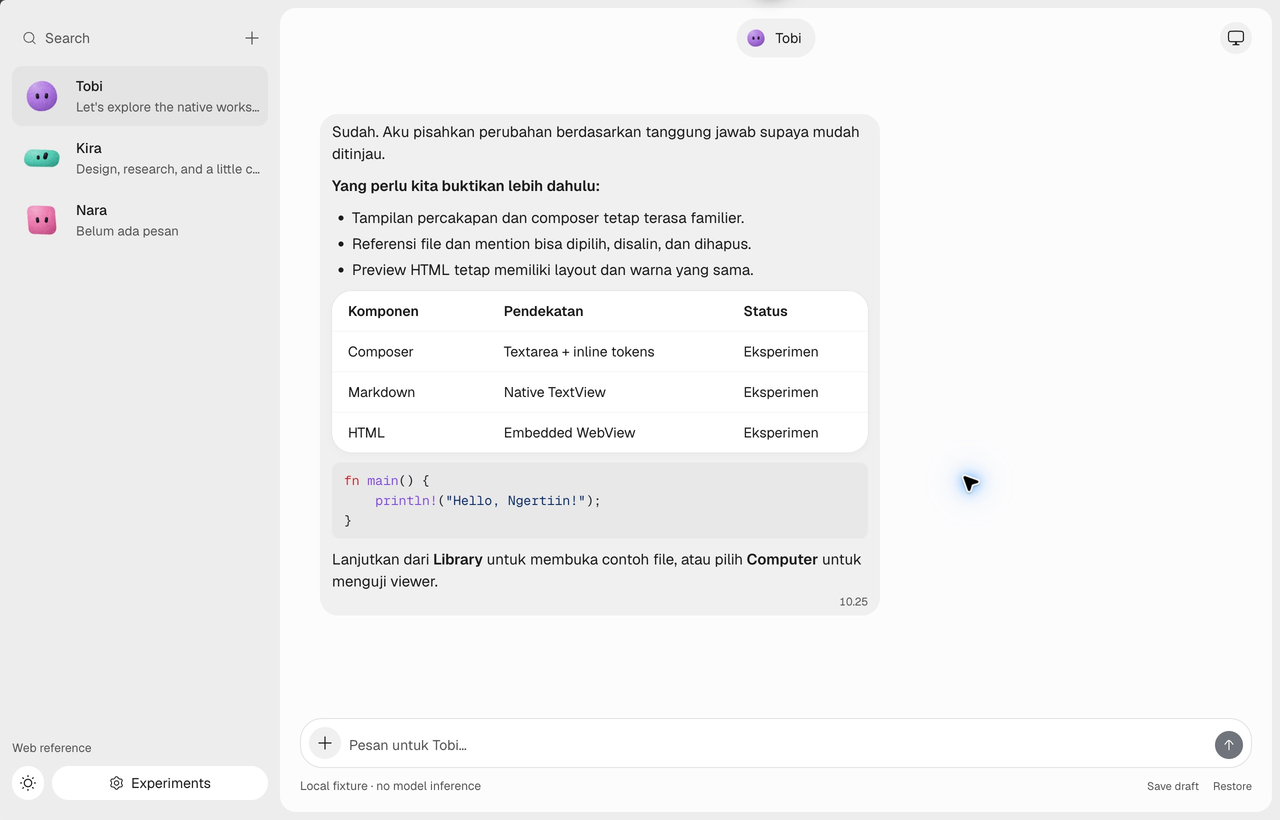 Search
Tobi
Let's explore the native works...
Kira
Design, research, and a little c...
Nara
Belum ada pesan
Web reference
Experiments
Tobi
Sudah. Aku pisahkan perubahan berdasarkan tanggung jawab supaya mudah
ditinjau.
Yang perlu kita buktikan lebih dahulu:
• Tampilan percakapan dan composer tetap terasa familier.
• Referensi file dan mention bisa dipilih, disalin, dan dihapus.
• Preview HTML tetap memiliki layout dan warna yang sama.
Komponen Pendekatan Status
Composer Textarea + inline tokens Eksperimen
Markdown Native TextView Eksperimen
HTML Embedded WebView Eksperimen
fn main() {
    println!("Hello, Ngertiin!");
}
Lanjutkan dari Library untuk membuka contoh file, atau pilih Computer untuk
menguji viewer.
10.25
Pesan untuk Tobi...
Local fixture · no model inference
Save draft Restore